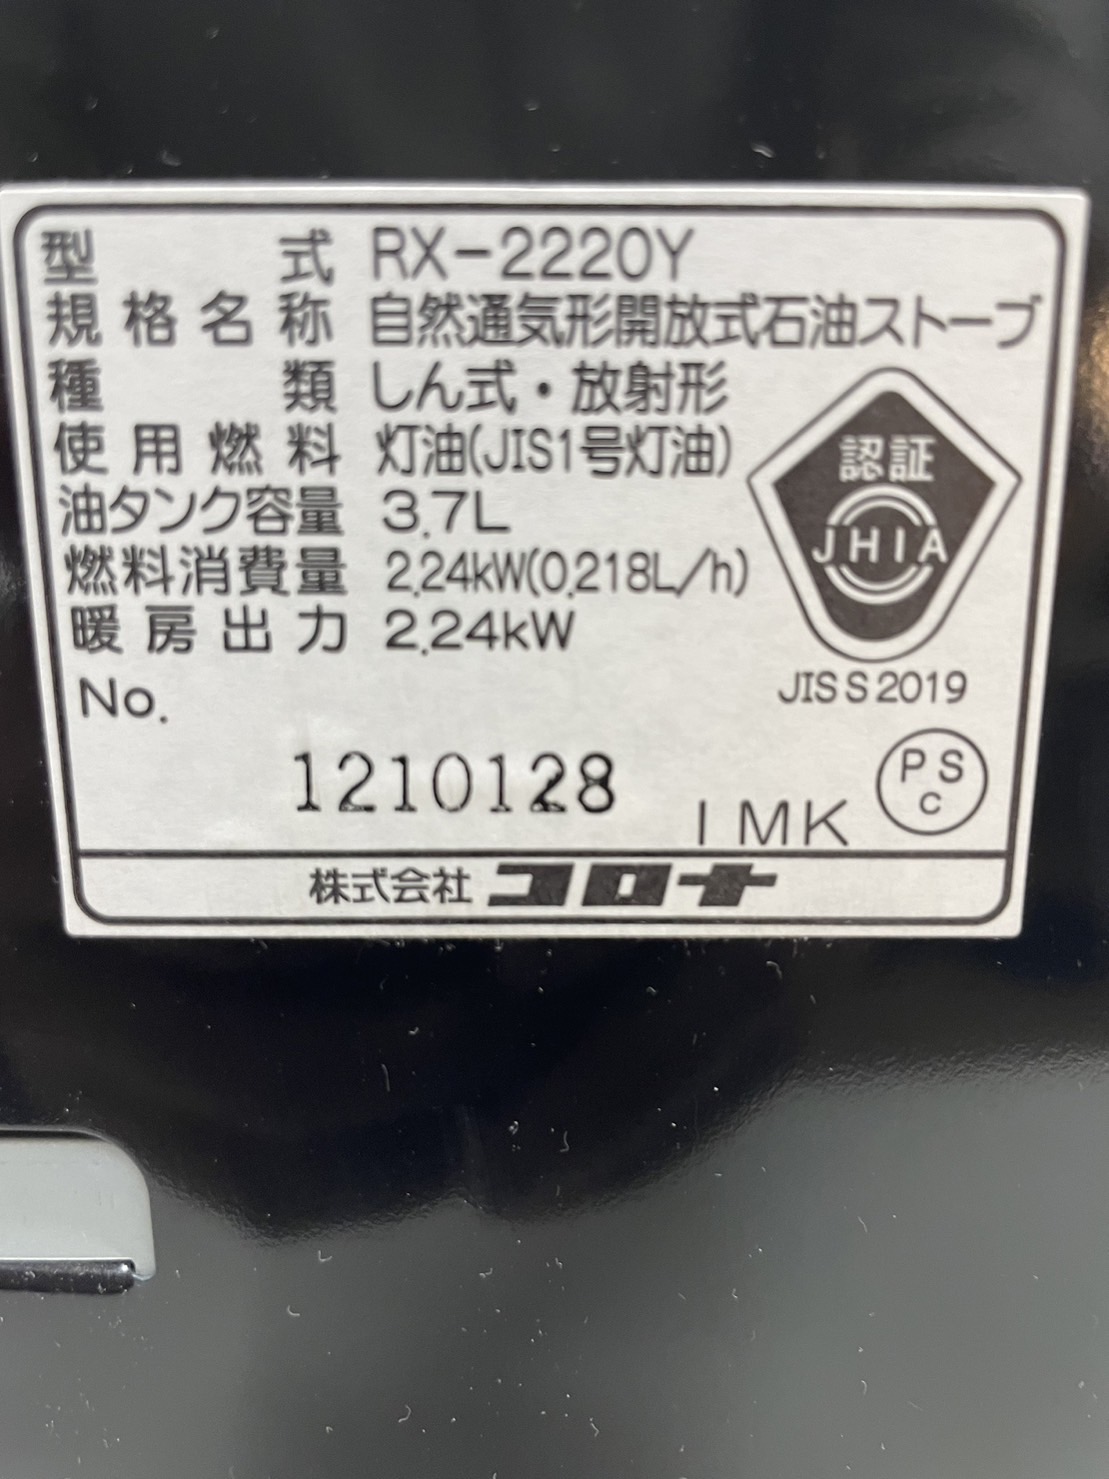 型式 RX-2220Y
規格名称 自然通気形開放式石油ストーブ
種類 しん式・放射形
使用燃料 灯油(JIS1号灯油)
油タンク容量 3.7L
燃料消費量 2.24kW(0.218L/h)
暖房出力 2.24kW
認証
JHIA
JIS S 2019
No.
1210128
IMK
PS
C
株式会社コロナ